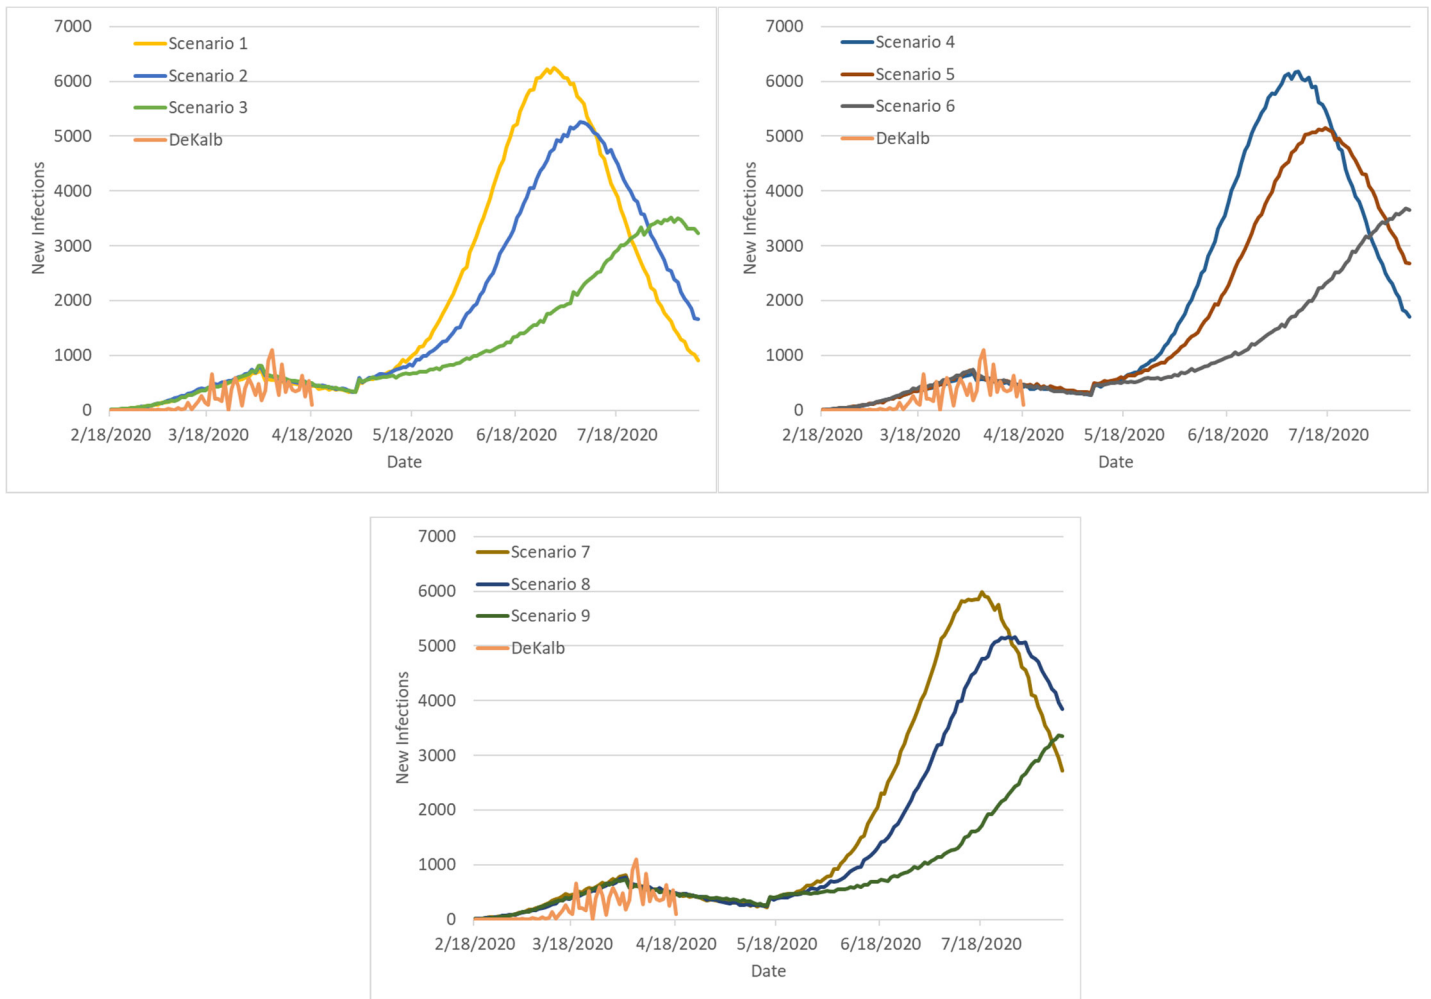 7000
6000
5000
4000
3000
2000
1000
0
New Infections
Scenario 1
Scenario 2
Scenario 3
DeKalb
2/18/2020 3/18/2020 4/18/2020 5/18/2020 6/18/2020 7/18/2020
Date
7000
6000
5000
4000
3000
2000
1000
0
New Infections
Scenario 4
Scenario 5
Scenario 6
DeKalb
2/18/2020 3/18/2020 4/18/2020 5/18/2020 6/18/2020 7/18/2020
Date
7000
6000
5000
4000
3000
2000
1000
0
New Infections
Scenario 7
Scenario 8
Scenario 9
DeKalb
2/18/2020 3/18/2020 4/18/2020 5/18/2020 6/18/2020 7/18/2020
Date